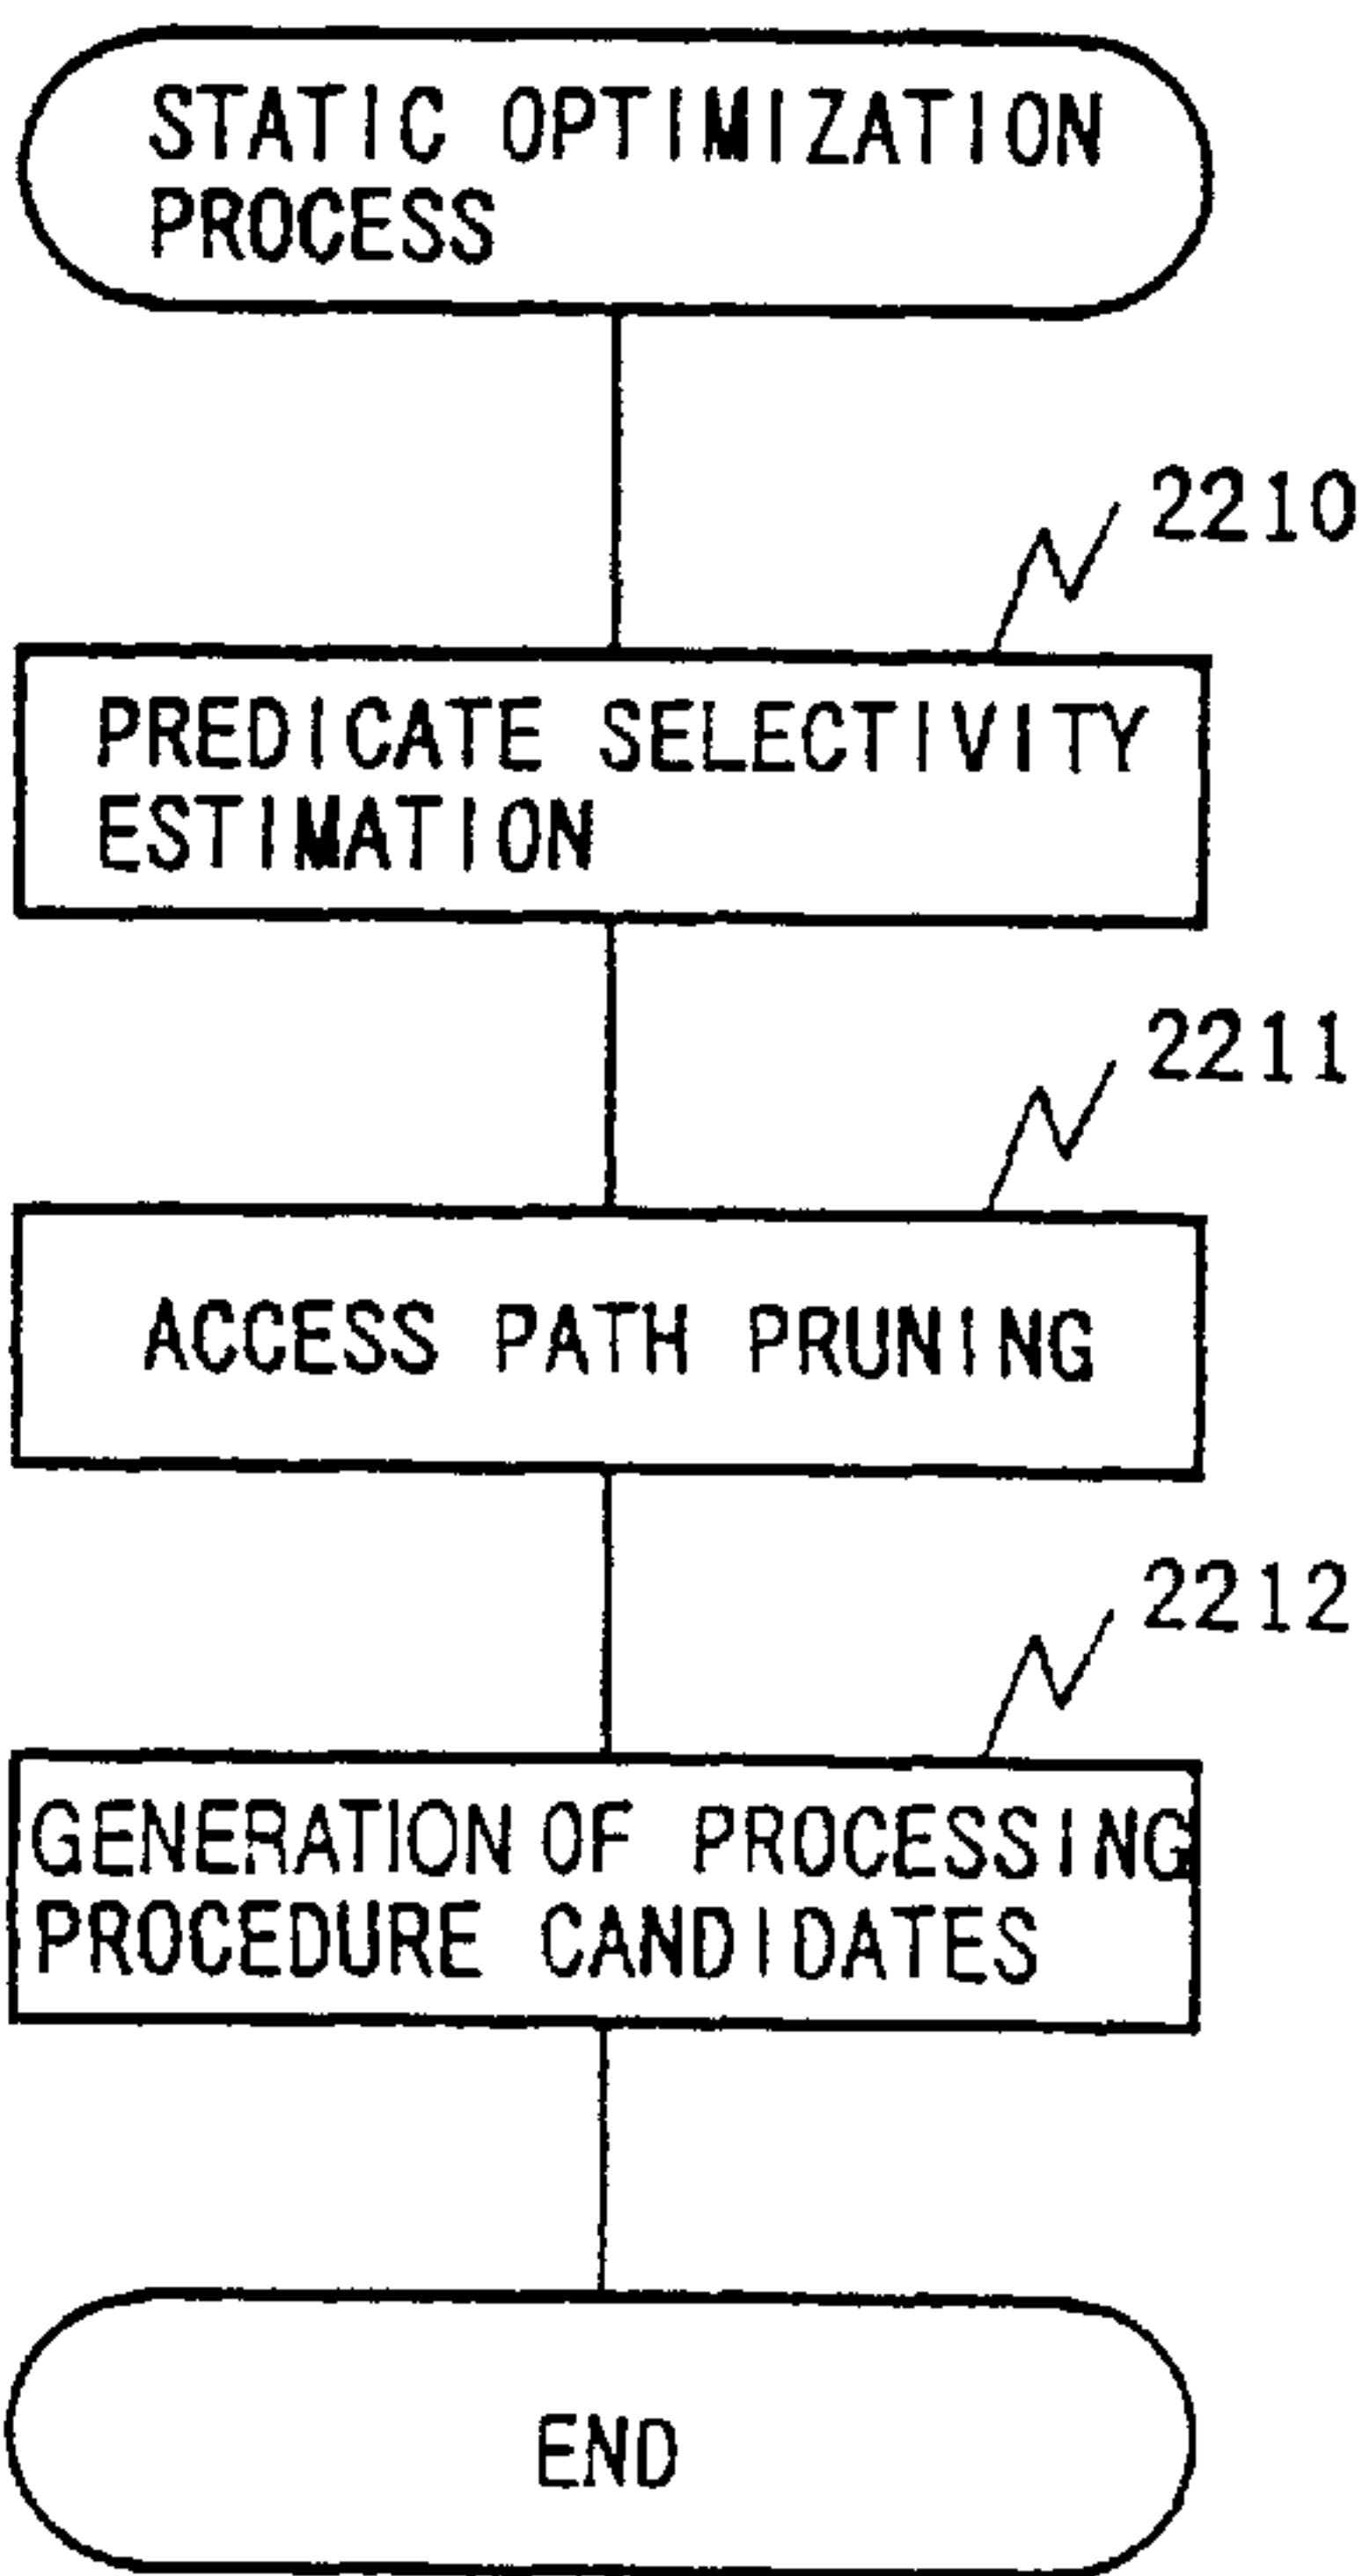 STATIC OPTIMIZATION
PROCESS
2210
PREDICATE SELECTIVITY
ESTIMATION
2211
ACCESS PATH PRUNING
2212
GENERATION OF PROCESSING
PROCEDURE CANDIDATES
END